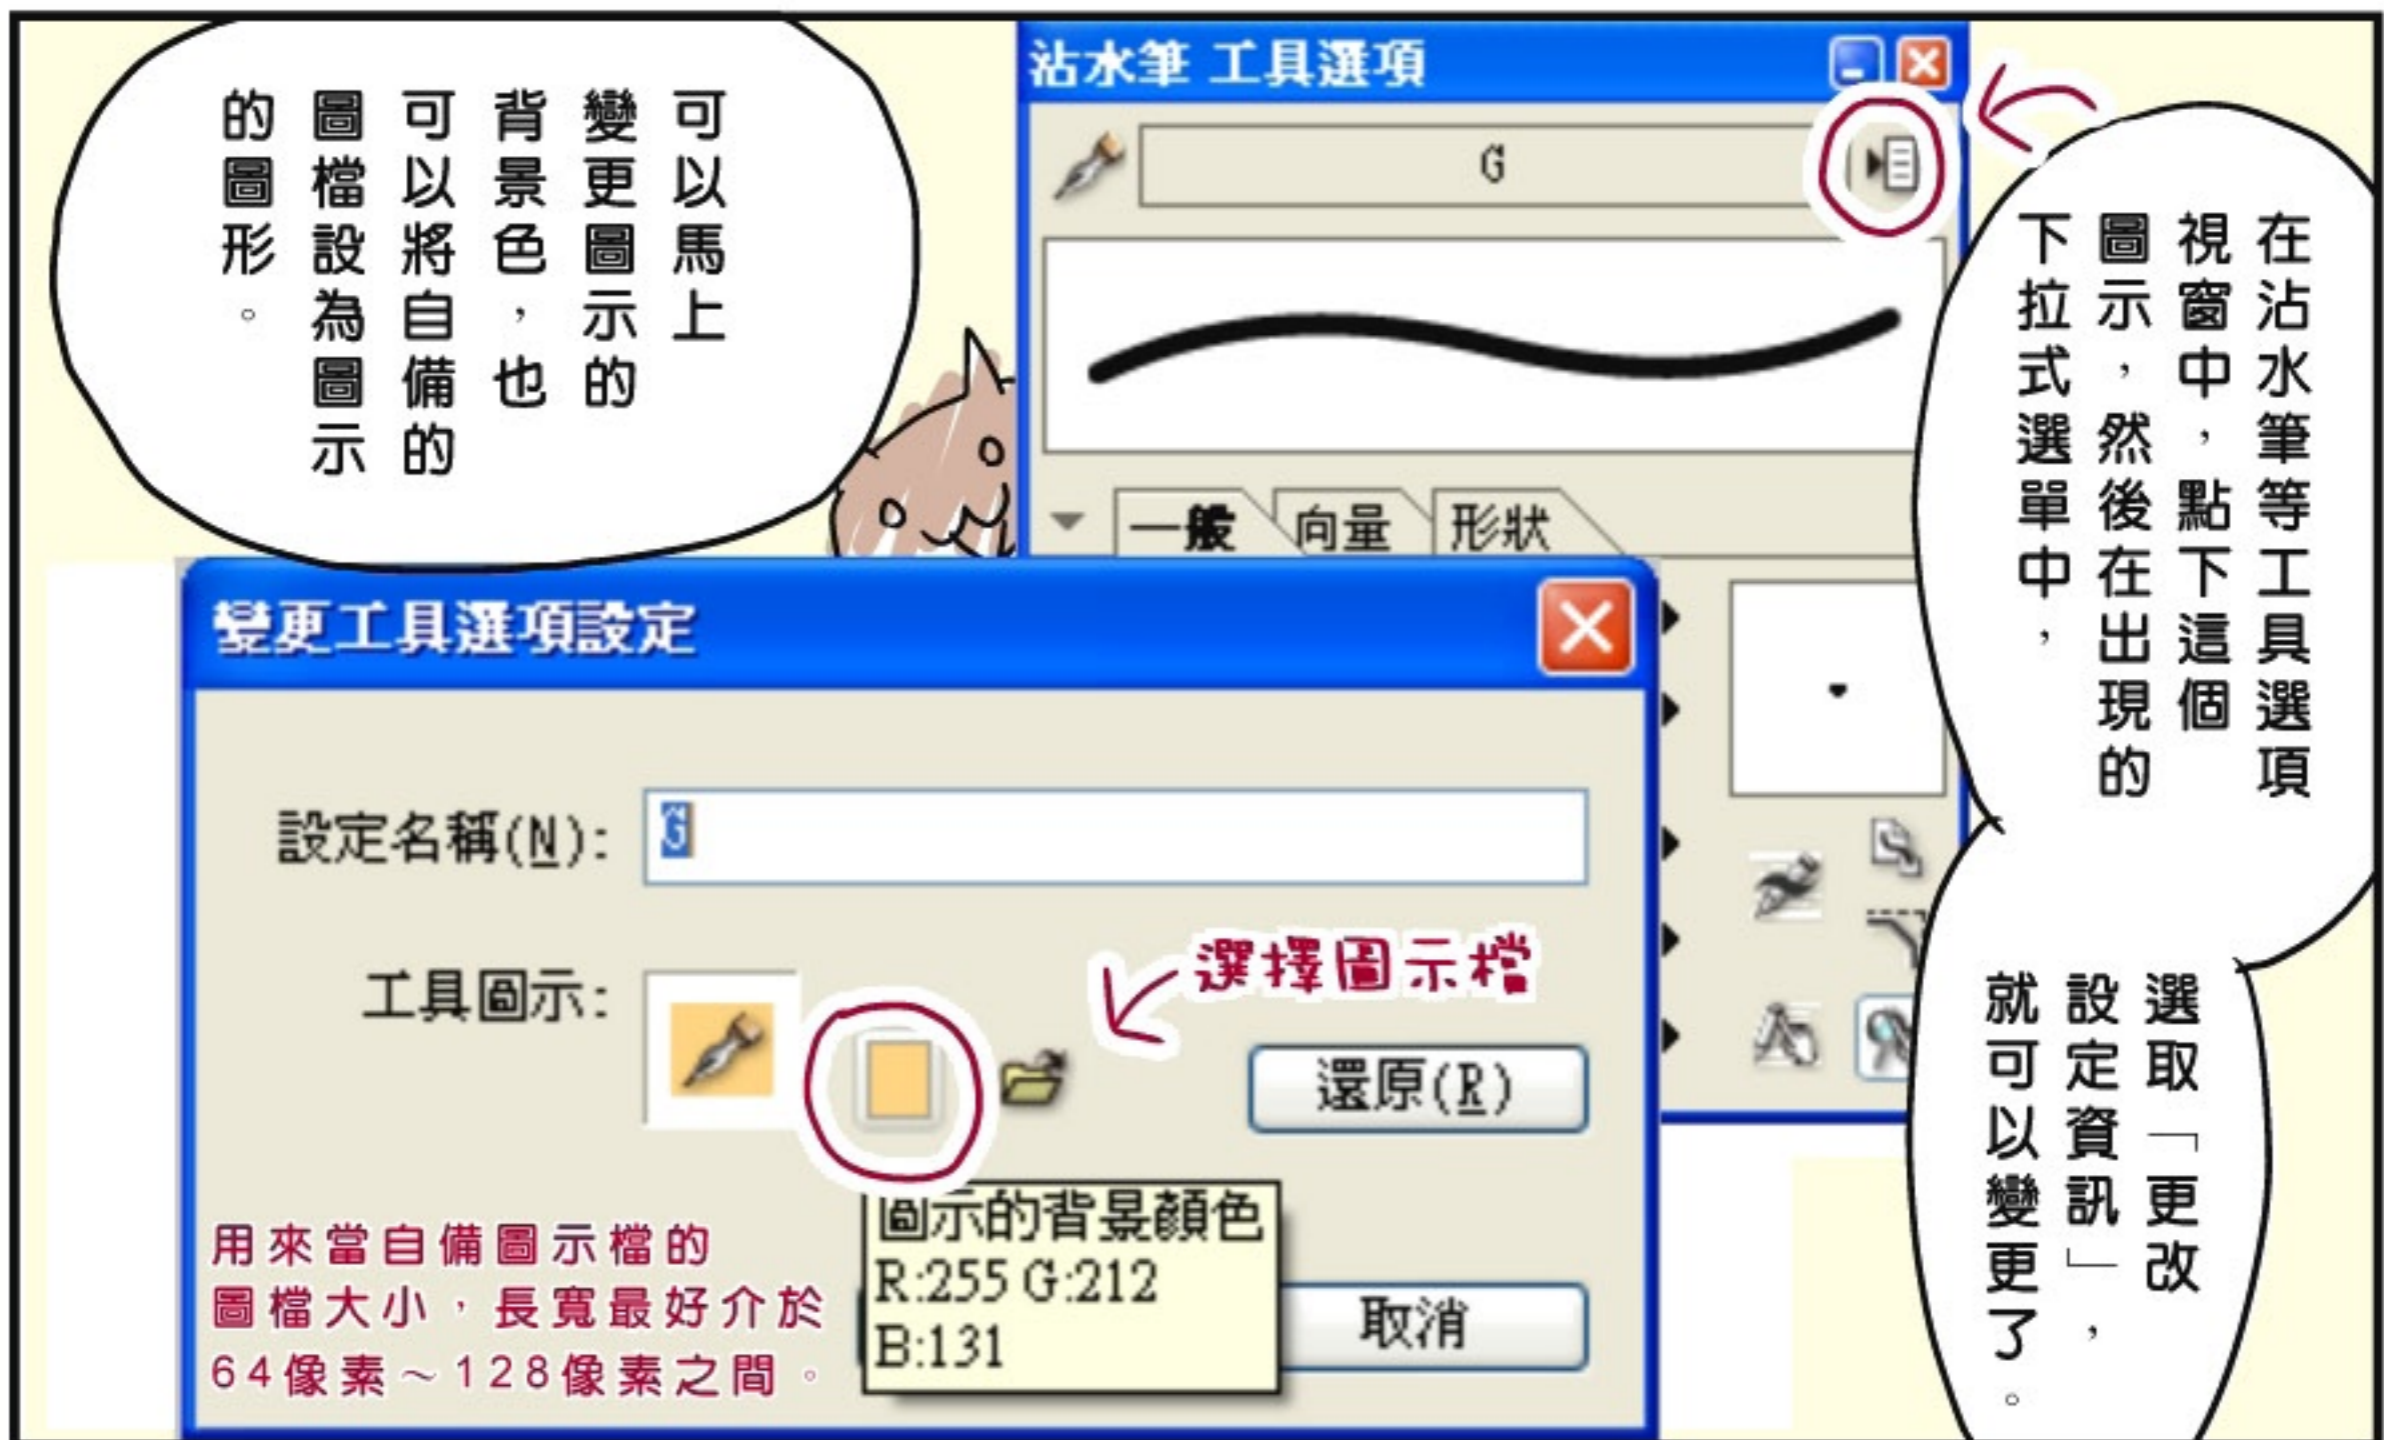 沾水筆 工具選項
G
一般
向量
形狀
在沾水筆等工具選項
視窗中，點下這個
圖示，然後在出現的
下拉式選單中，
選取「更改
設定資訊」，
就可以變更了。
可以馬上
變更圖示的
背景色，也
可以將自備的
圖檔設為圖示
的圖形。
變更工具選項設定
設定名稱(N):
G
工具圖示:
選擇圖示檔
還原(R)
圖示的背景顏色
R:255 G:212
B:131
取消
用來當自備圖示檔的
圖檔大小，長寬最好介於
64像素～128像素之間。